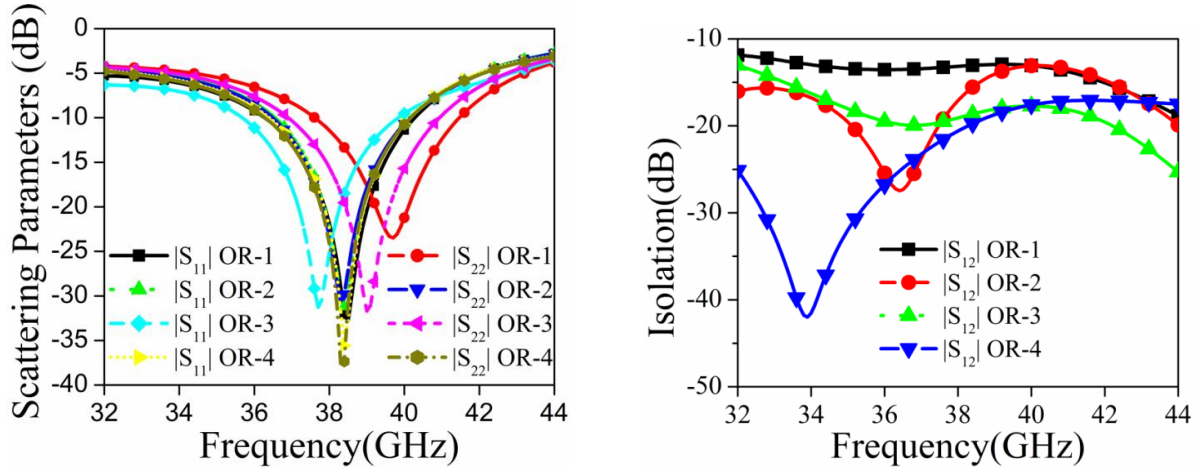 Scattering Parameters (dB)
0
-5
-10
-15
-20
-25
-30
-35
-40
|S11| OR-1
|S11| OR-2
|S11| OR-3
|S11| OR-4
|S22| OR-1
|S22| OR-2
|S22| OR-3
|S22| OR-4
32 34 36 38 40 42 44
Frequency(GHz)
Isolation(dB)
-10
-20
-30
-40
-50
|S12| OR-1
|S12| OR-2
|S12| OR-3
|S12| OR-4
32 34 36 38 40 42 44
Frequency(GHz)